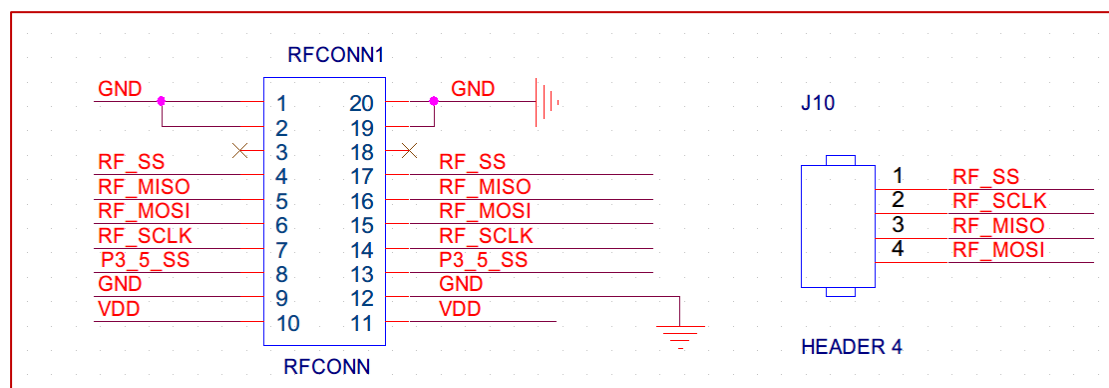 RFCONN1
GND 1 20 GND
2 19
3 18
RF_SS 4 17 RF_SS
RF_MISO 5 16 RF_MISO
RF_MOSI 6 15 RF_MOSI
RF_SCLK 7 14 RF_SCLK
P3_5_SS 8 13 P3_5_SS
GND 9 12 GND
VDD 10 11 VDD
RFCONN
J10
1 RF_SS
2 RF_SCLK
3 RF_MISO
4 RF_MOSI
HEADER 4